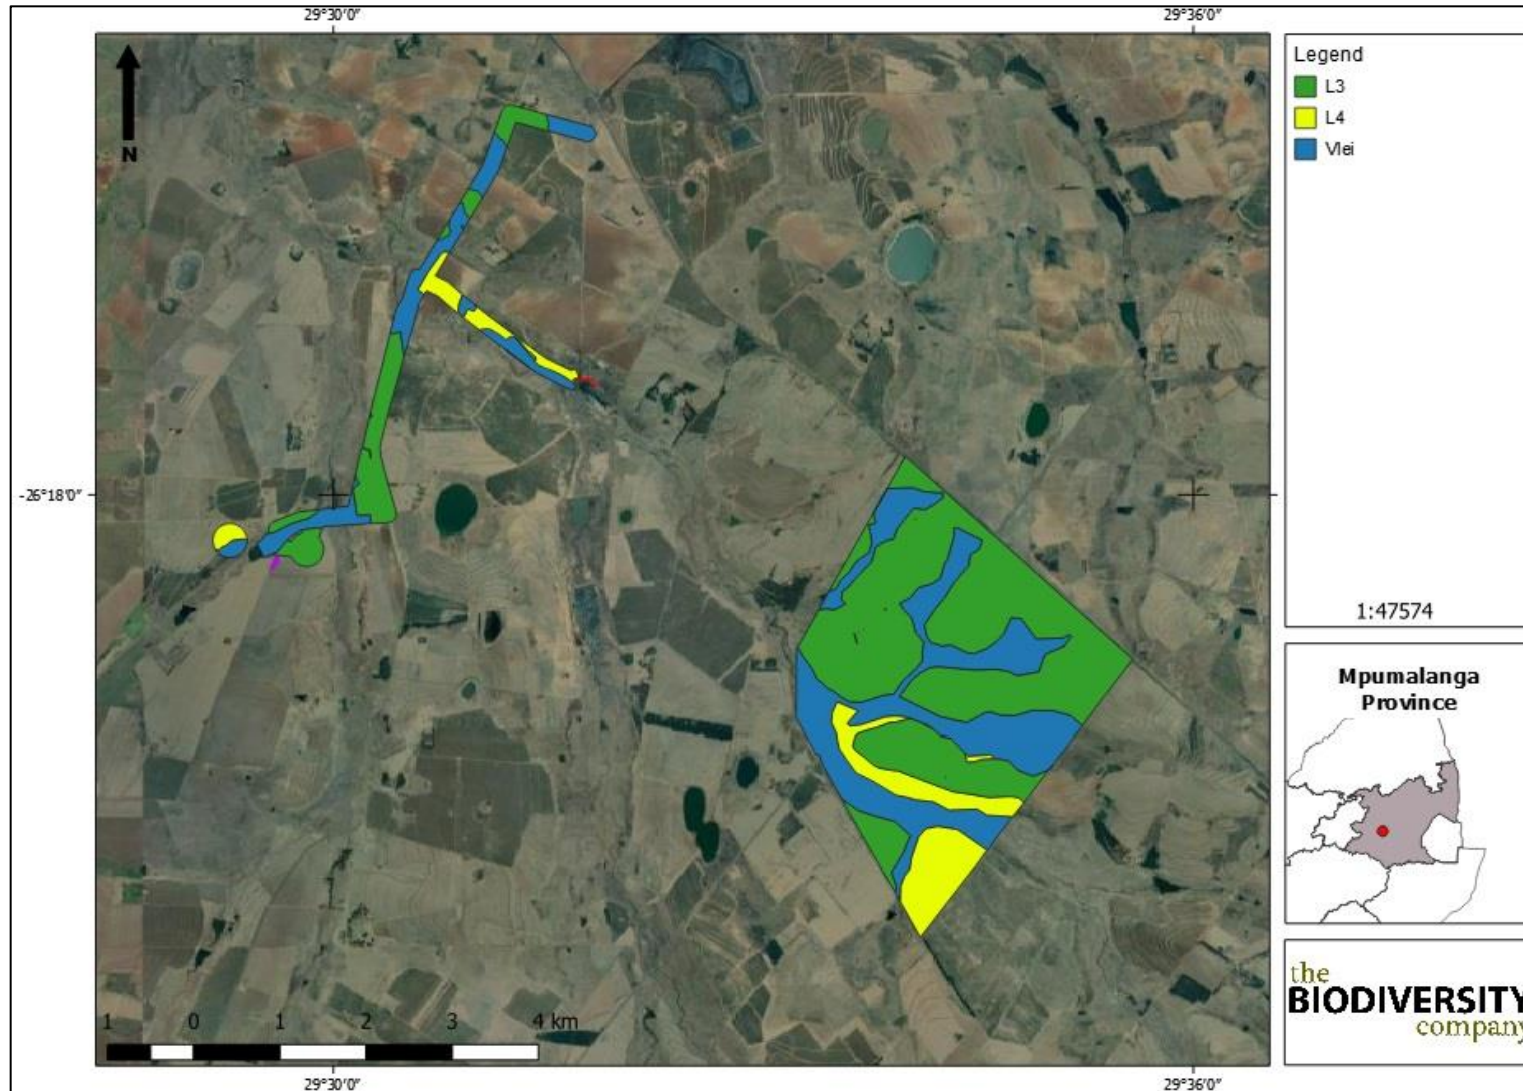 29°30′0″
29°36′0″
Legend
L3
L4
Vlei
N
-26°18′0″
1:47574
Mpumalanga
Province
1 0 1 2 3 4 km
the
BIODIVERSITY
company
29°30′0″
29°36′0″